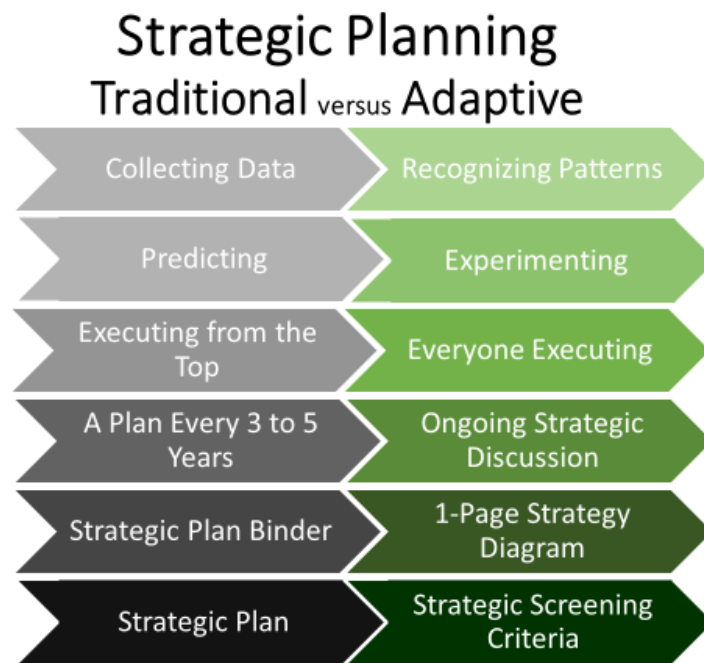 Strategic Planning
Traditional versus Adaptive
Collecting Data
Recognizing Patterns
Predicting
Experimenting
Executing from the
Top
Everyone Executing
A Plan Every 3 to 5
Years
Ongoing Strategic
Discussion
Strategic Plan Binder
1-Page Strategy
Diagram
Strategic Plan
Strategic Screening
Criteria